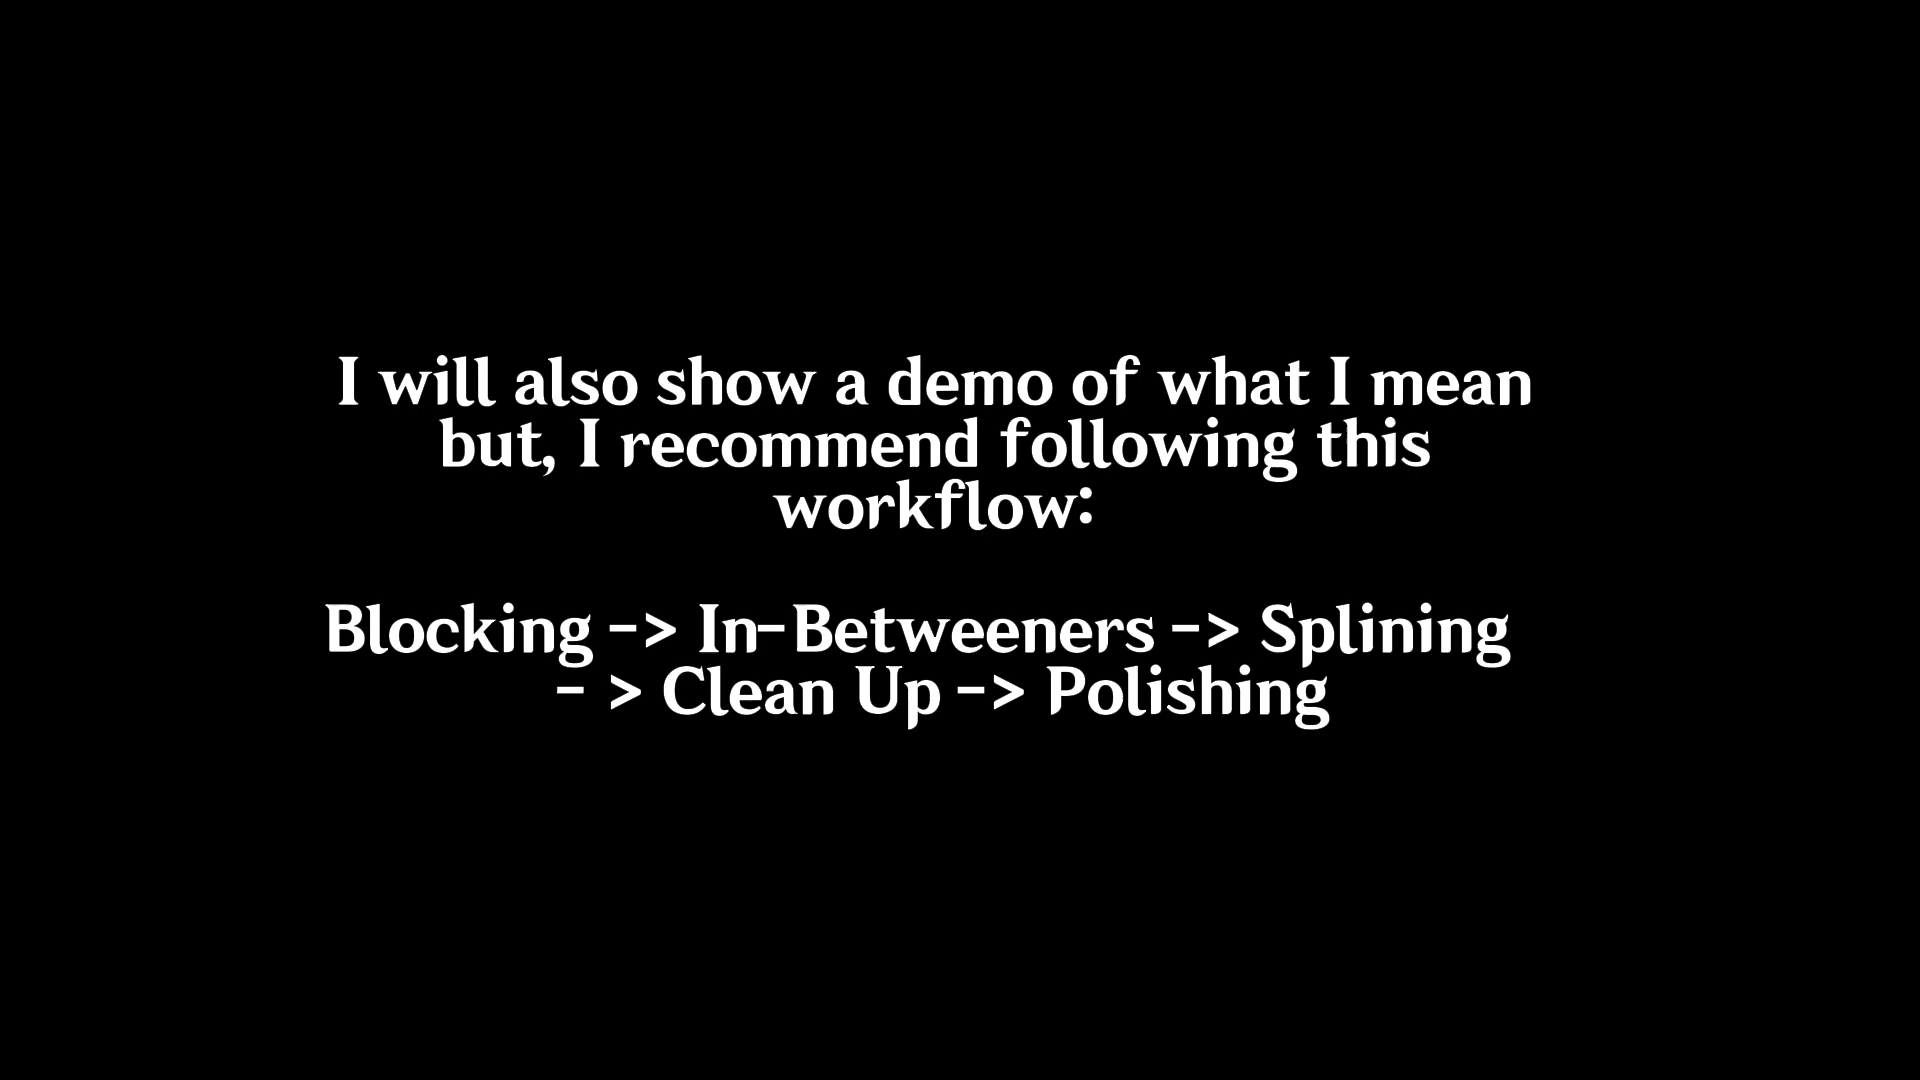 I will also show a demo of what I mean
but, I recommend following this
workflow:
Blocking -> In-Betweeners -> Splining
- > Clean Up -> Polishing